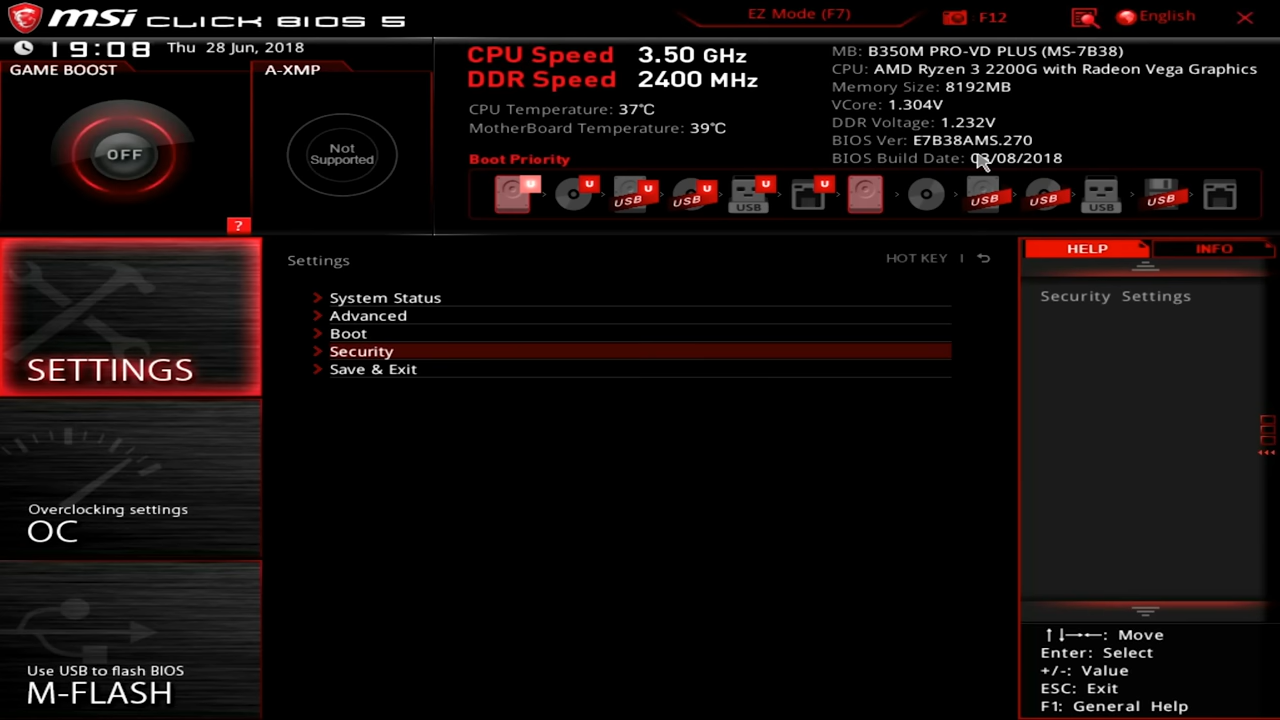 msi CLICK BIOS 5
EZ Mode (F7)
F12
English
19:08 Thu 28 Jun, 2018
GAME BOOST
OFF
?
A-XMP
Not
Supported
CPU Speed 3.50 GHz
DDR Speed 2400 MHz
CPU Temperature: 37°C
MotherBoard Temperature: 39°C
MB: B350M PRO-VD PLUS (MS-7B38)
CPU: AMD Ryzen 3 2200G with Radeon Vega Graphics
Memory Size: 8192MB
VCore: 1.304V
DDR Voltage: 1.232V
BIOS Ver: E7B38AMS.270
BIOS Build Date: 03/08/2018
Boot Priority
U U U USB U USB U USB U USB USB USB USB
SETTINGS
Overclocking settings
OC
Use USB to flash BIOS
M-FLASH
Settings
HOT KEY |
> System Status
> Advanced
> Boot
> Security
> Save & Exit
HELP
INFO
Security Settings
↑↓→←: Move
Enter: Select
+/-: Value
ESC: Exit
F1: General Help